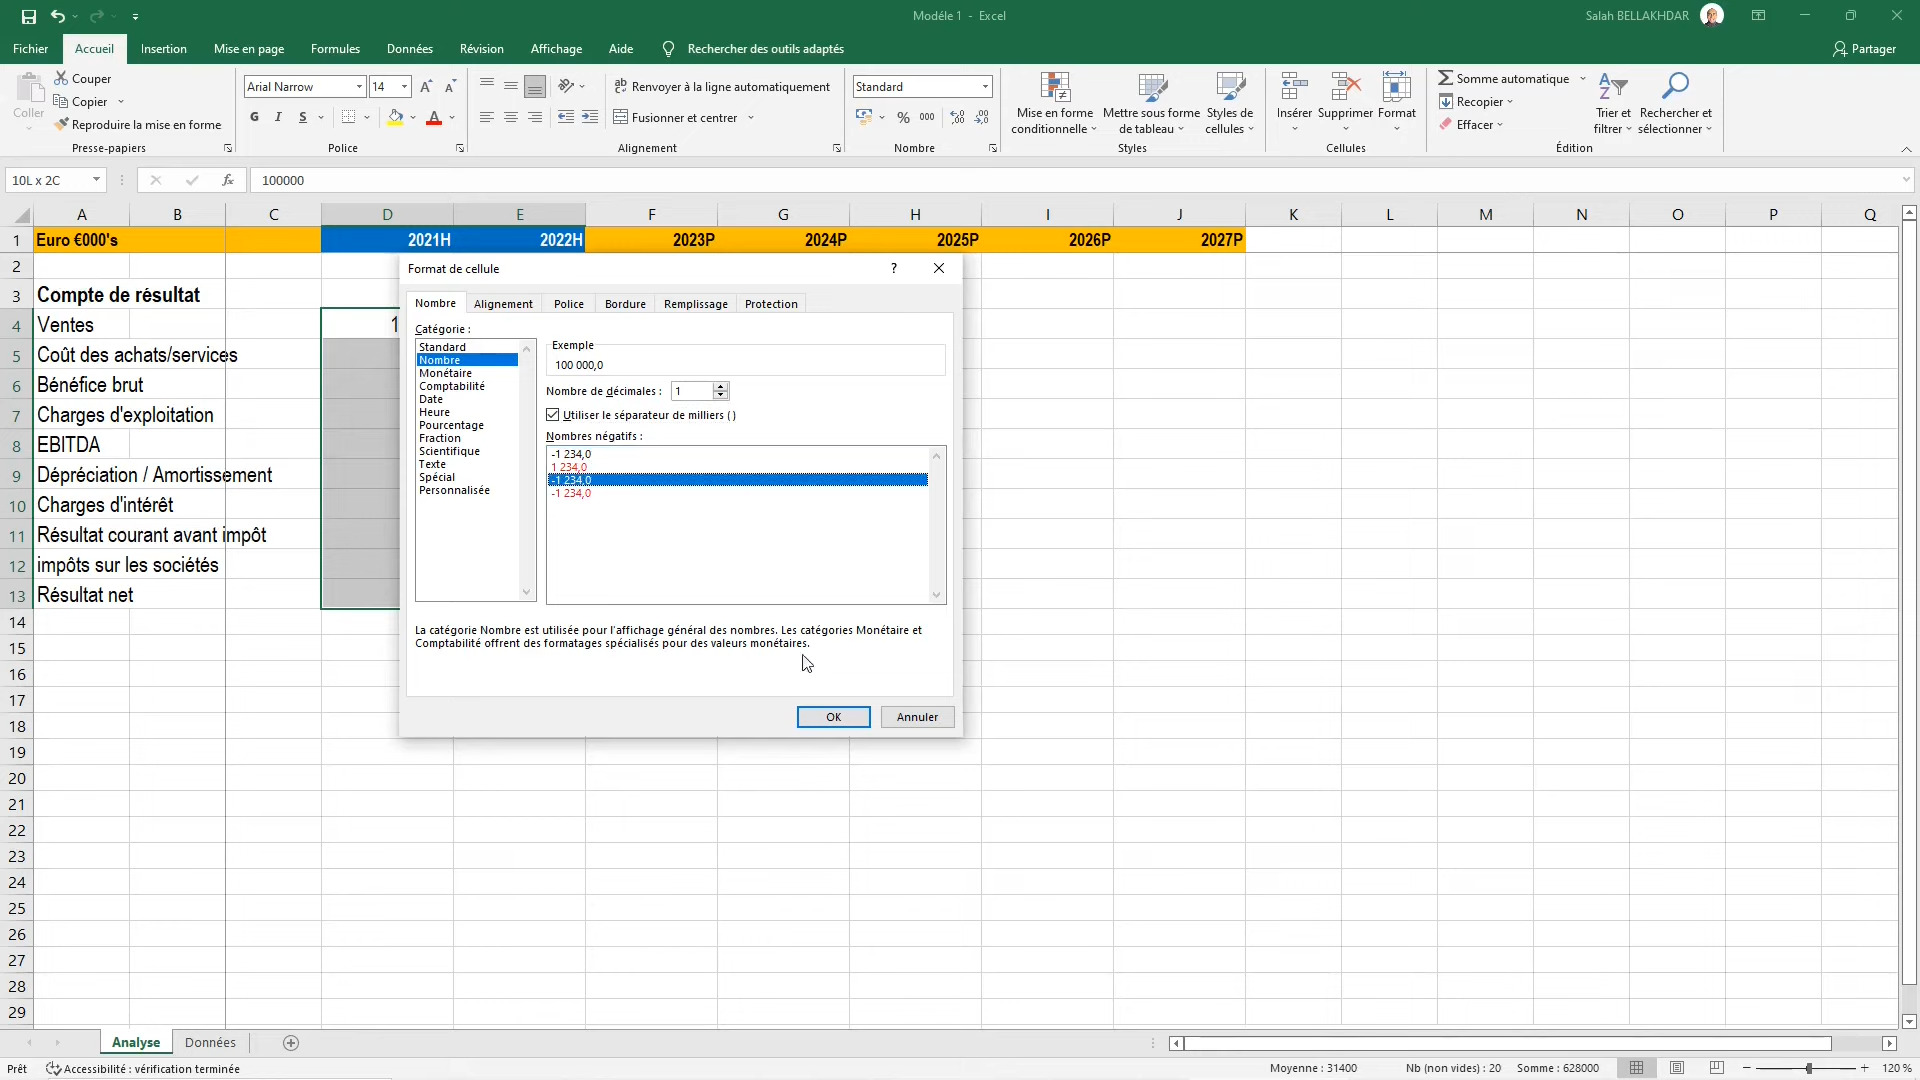 Modéle 1 - Excel
Salah BELLAKHDAR
Fichier Accueil Insertion Mise en page Formules Données Révision Affichage Aide Rechercher des outils adaptés Partager
Coller
Couper
Copier
Reproduire la mise en forme
Presse-papiers
Arial Narrow 14
G I S
Police
Renvoyer à la ligne automatiquement
Fusionner et centrer
Alignement
Standard
% 000
Nombre
Mise en forme conditionnelle
Mettre sous forme de tableau
Styles de cellules
Styles
Insérer Supprimer Format
Cellules
Somme automatique
Recopier
Effacer
Trier et filtrer
Rechercher et sélectionner
Édition
10L x 2C fx 100000
A B C D E F G H I J K L M N O P Q
1 Euro €000's 2021H 2022H 2023P 2024P 2025P 2026P 2027P
2
3 Compte de résultat
4 Ventes 1
5 Coût des achats/services
6 Bénéfice brut
7 Charges d'exploitation
8 EBITDA
9 Dépréciation / Amortissement
10 Charges d'intérêt
11 Résultat courant avant impôt
12 impôts sur les sociétés
13 Résultat net
14
15
16
17
18
19
20
21
22
23
24
25
26
27
28
29
Format de cellule ?
Nombre Alignement Police Bordure Remplissage Protection
Catégorie :
Standard
Nombre
Monétaire
Comptabilité
Date
Heure
Pourcentage
Fraction
Scientifique
Texte
Spécial
Personnalisée
Exemple
100 000,0
Nombre de décimales : 1
Utiliser le séparateur de milliers ( )
Nombres négatifs :
-1 234,0
1 234,0
-1 234,0
-1 234,0
La catégorie Nombre est utilisée pour l'affichage général des nombres. Les catégories Monétaire et
Comptabilité offrent des formatages spécialisés pour des valeurs monétaires.
OK Annuler
Analyse Données
Prêt Accessibilité : vérification terminée Moyenne : 31400 Nb (non vides) : 20 Somme : 628000 120 %